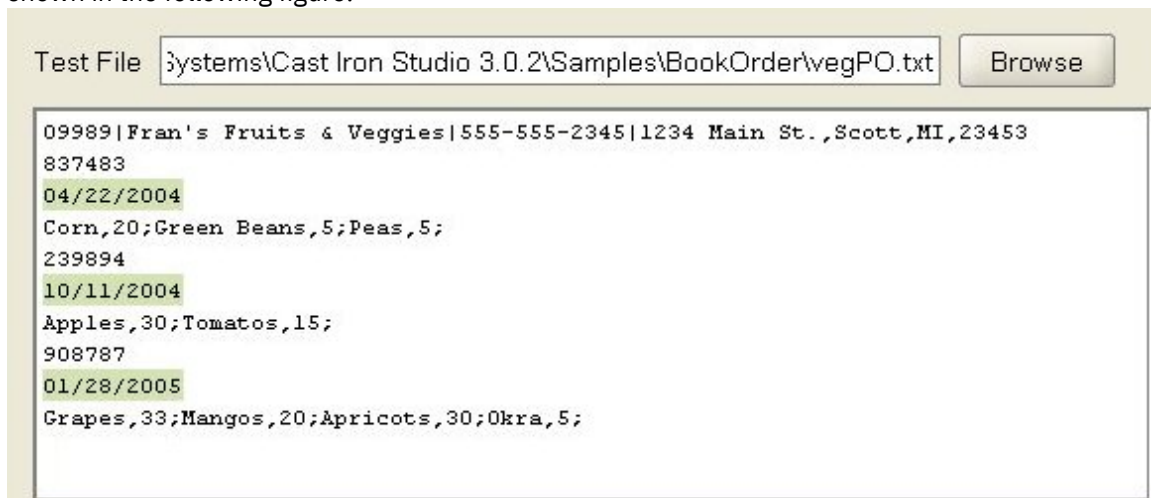 shown in the following figure.
Test File Systems\Cast Iron Studio 3.0.2\Samples\BookOrder\vegPO.txt Browse
09989|Fran's Fruits & Veggies|555-555-2345|1234 Main St.,Scott,MI,23453
837483
04/22/2004
Corn,20;Green Beans,5;Peas,5;
239894
10/11/2004
Apples,30;Tomatos,15;
908787
01/28/2005
Grapes,33;Mangos,20;Apricots,30;Okra,5;